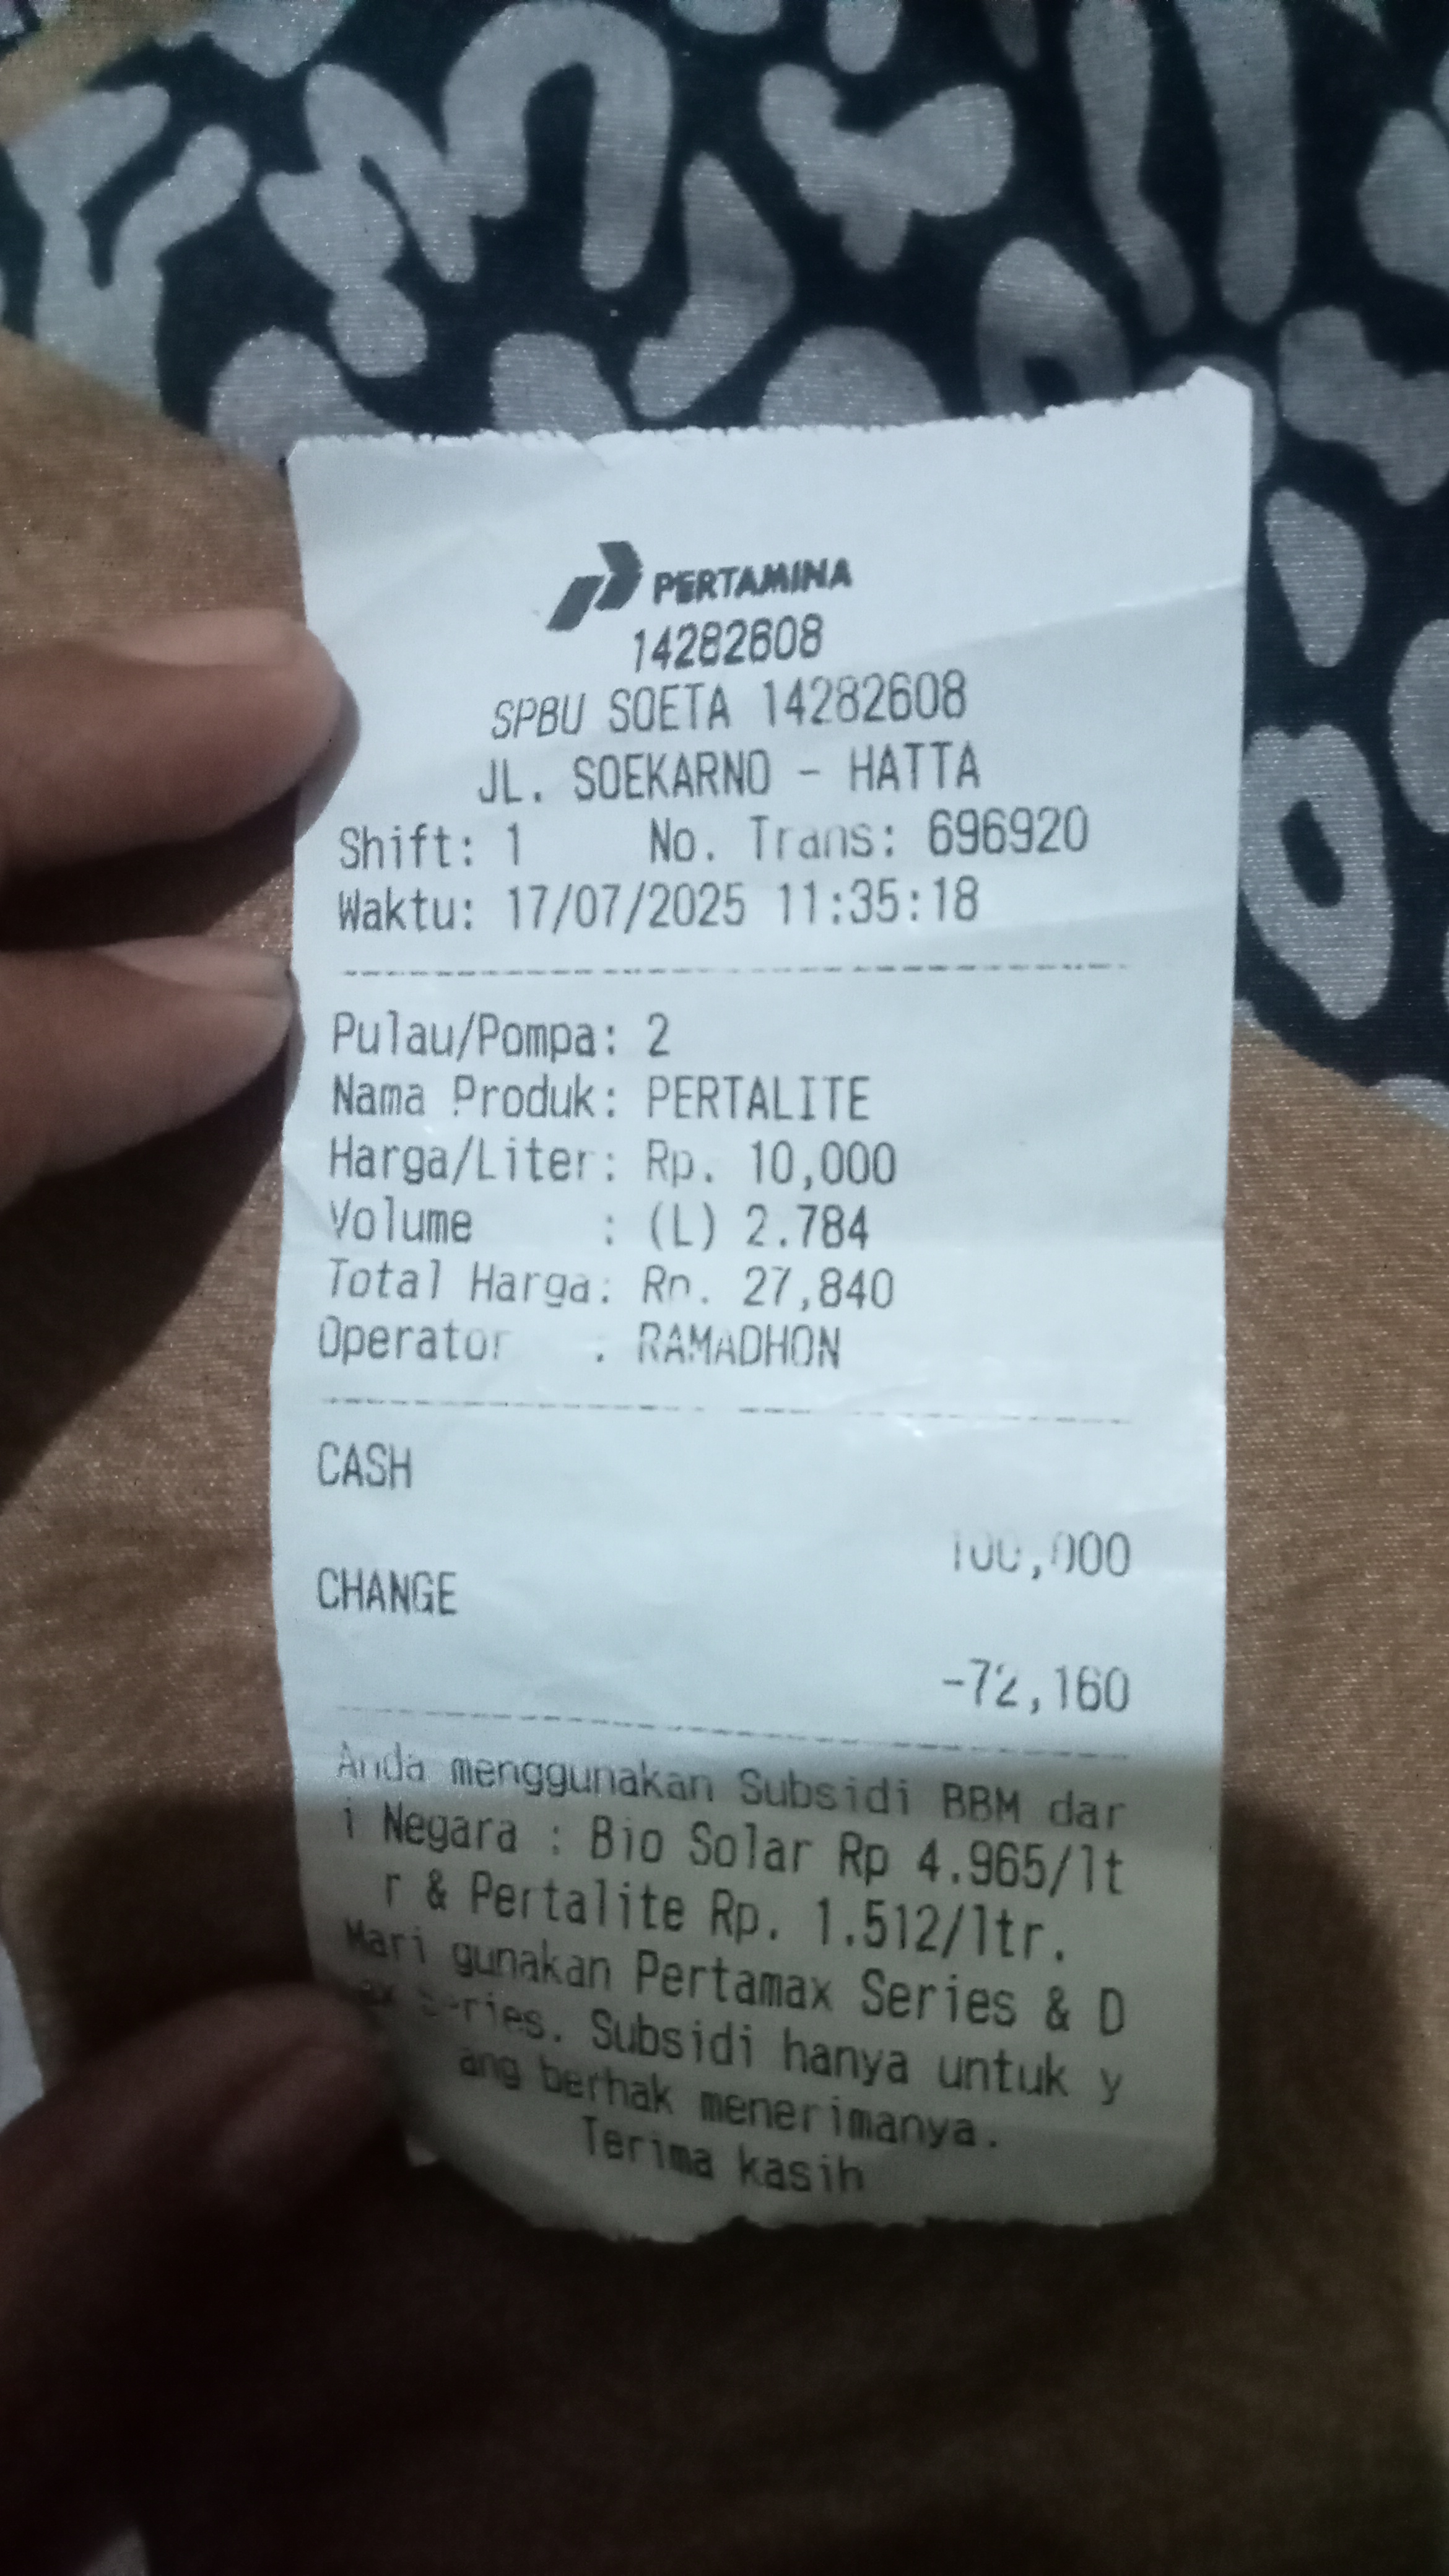 PERTAMINA
14282608
SPBU SOETA 14282608
JL. SOEKARNO - HATTA
Shift: 1 No. Trans: 696920
Waktu: 17/07/2025 11:35:18
Pulau/Pompa: 2
Nama Produk: PERTALITE
Harga/Liter: Rp. 10,000
Volume : (L) 2.784
Total Harga: Rp. 27,840
Operator : RAMADHON
CASH
100,000
CHANGE
-72,160
Anda menggunakan Subsidi BBM dar
i Negara : Bio Solar Rp 4.965/lt
r & Pertalite Rp. 1.512/ltr.
Mari gunakan Pertamax Series & D
ex Series. Subsidi hanya untuk y
ang berhak menerimanya.
Terima kasih